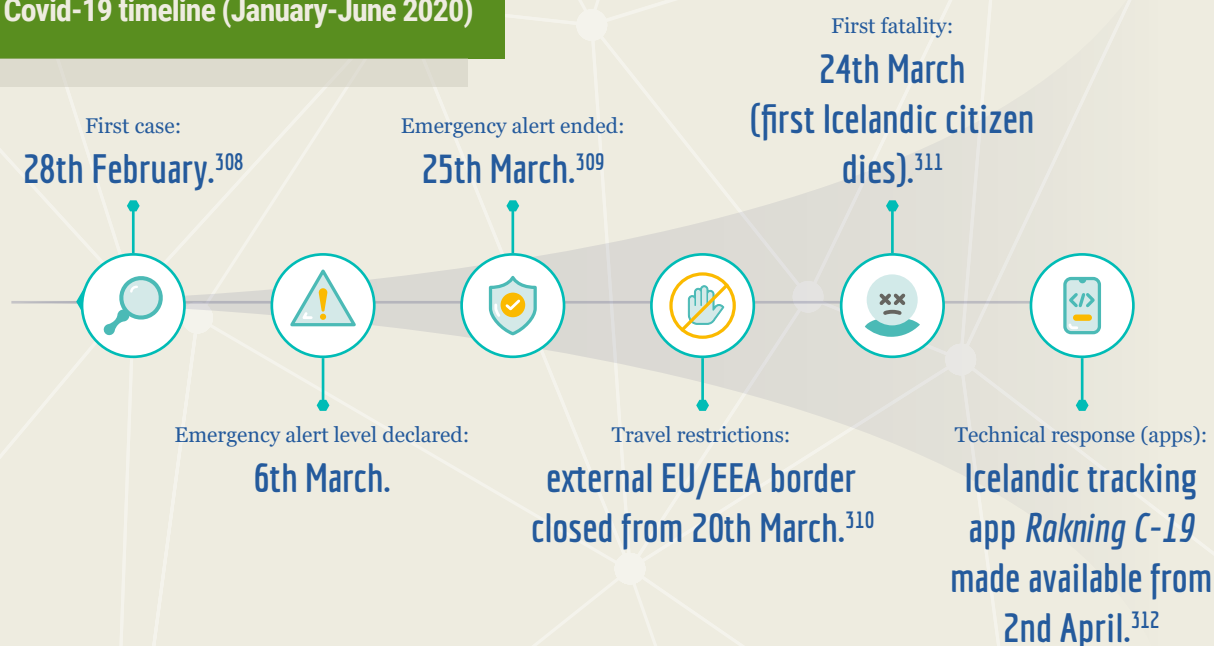 Covid-19 timeline (January-June 2020)
First case:
28th February.308
Emergency alert level declared:
6th March.
Emergency alert ended:
25th March.309
Travel restrictions:
external EU/EEA border
closed from 20th March.310
First fatality:
24th March
(first Icelandic citizen
dies).311
Technical response (apps):
Icelandic tracking
app Rakning C-19
made available from
2nd April.312